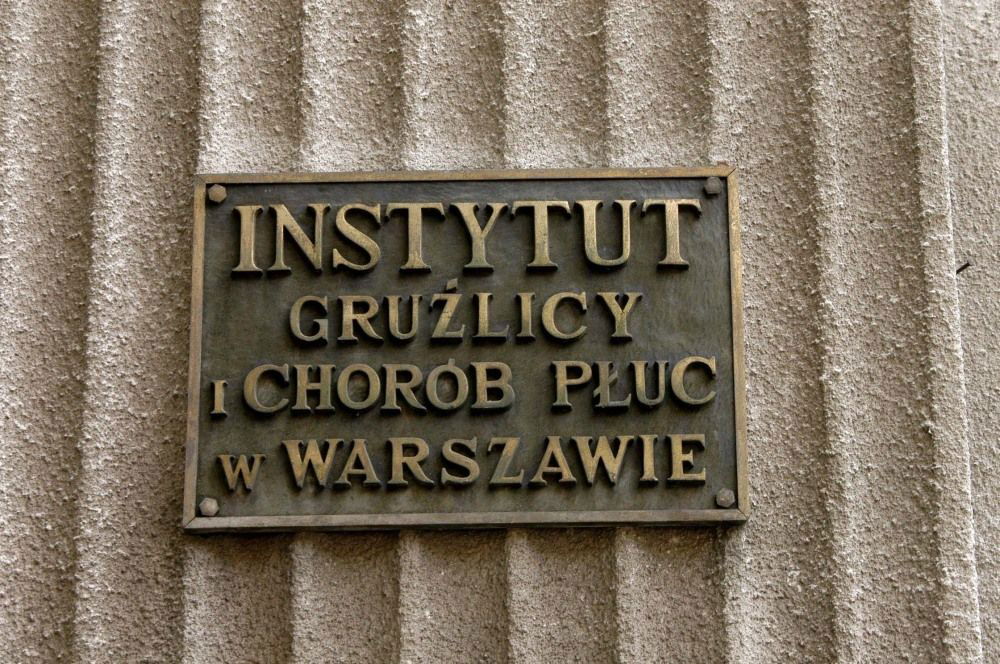 INSTYTUT
GRUŹLICY
I CHORÓB PŁUC
W WARSZAWIE